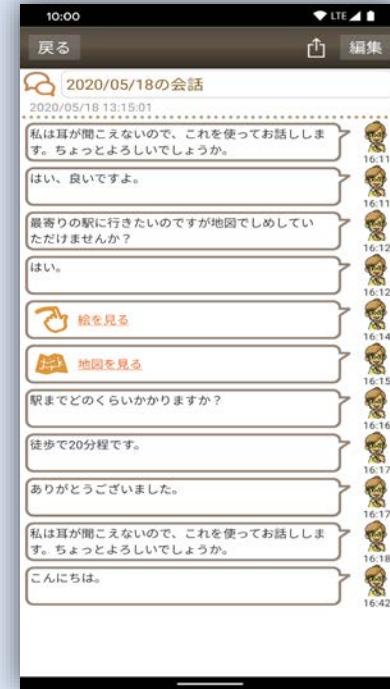 10:00
LTE
戻る
編集
2020/05/18の会話
2020/05/18 13:15:01
私は耳が聞こえないので、これを使ってお話ししま
す。ちょっとよろしいでしょうか。
16:11
はい、良いですよ。
16:11
最寄りの駅に行きたいのですが地図でしめしてい
ただけませんか？
16:12
はい。
16:12
絵を見る
16:14
地図を見る
16:15
駅までどのくらいかかりますか？
16:16
徒歩で20分程です。
16:17
ありがとうございました。
16:17
私は耳が聞こえないので、これを使ってお話ししま
す。ちょっとよろしいでしょうか。
16:18
こんにちは。
16:42